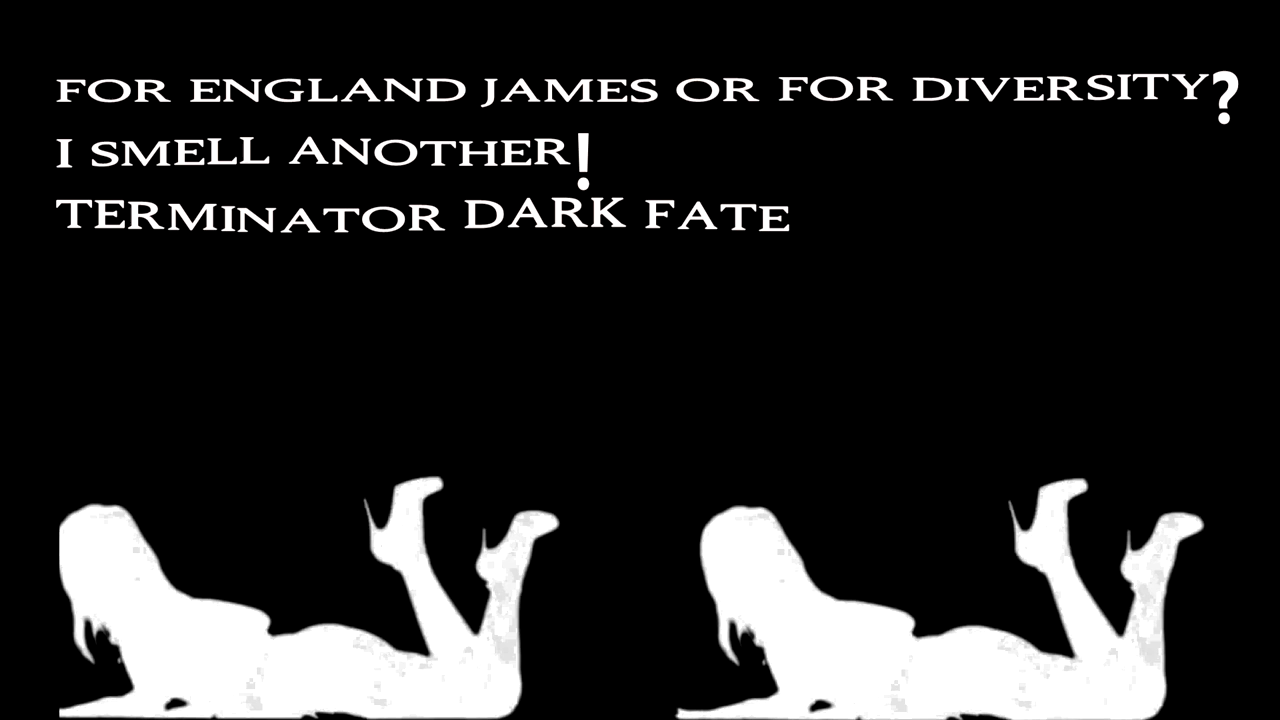 FOR ENGLAND JAMES OR FOR DIVERSITY?
I SMELL ANOTHER!
TERMINATOR DARK FATE